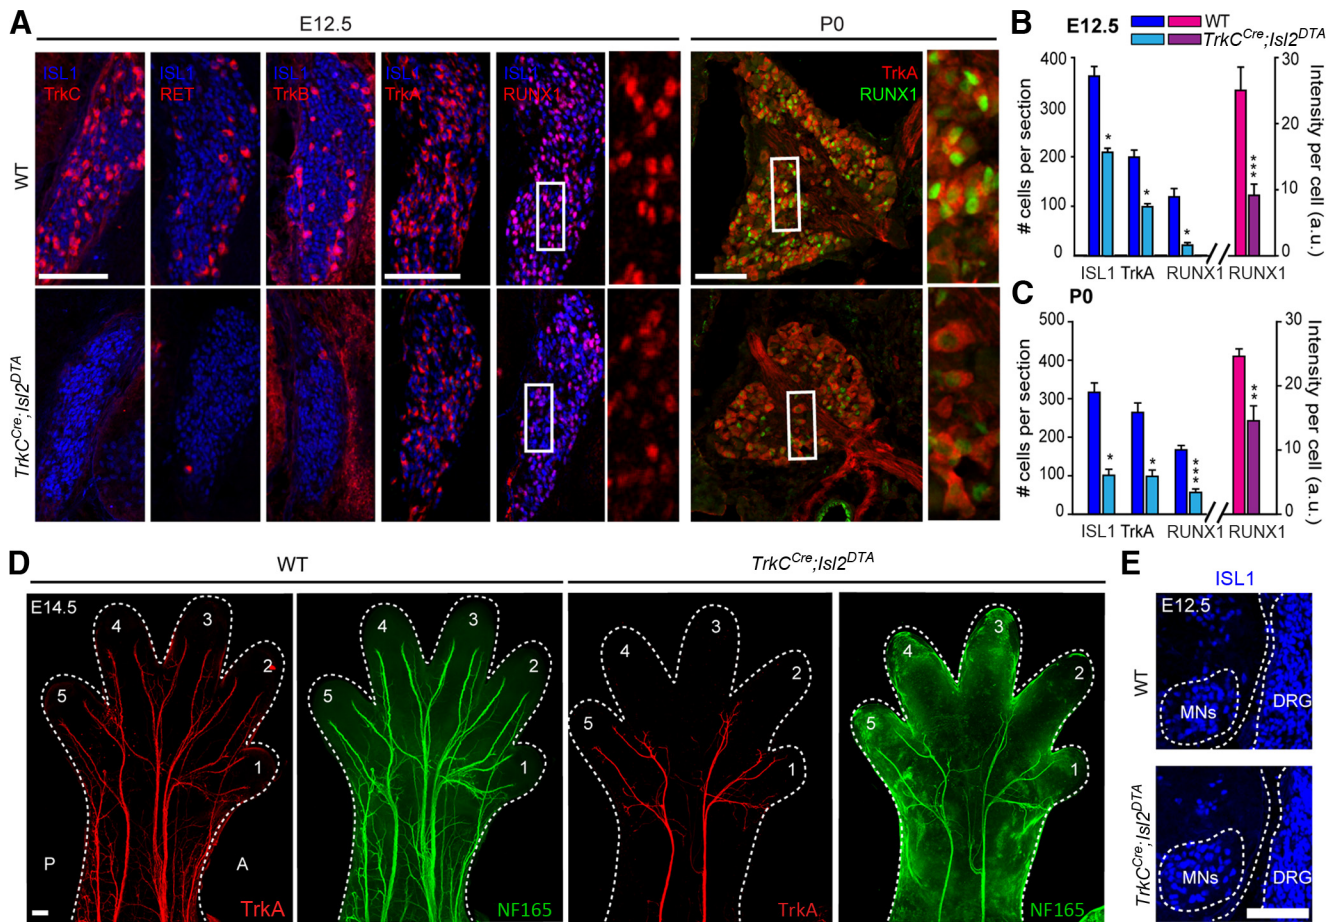 A
E12.5
P0
WT
ISL1
TrkC
ISL1
RET
ISL1
TrkB
ISL1
TrkA
ISL1
RUNX1
TrkA
RUNX1
TrkC^Cre;Isl2^DTA
B
E12.5
WT
TrkC^Cre;Isl2^DTA
# cells per section
400
300
200
100
0
*
*
*
***
30
20
10
0
Intensity per cell (a.u.)
ISL1 TrkA RUNX1 RUNX1
C
P0
# cells per section
500
400
300
200
100
0
*
*
***
**
30
20
10
0
Intensity per cell (a.u.)
ISL1 TrkA RUNX1 RUNX1
D
WT
TrkC^Cre;Isl2^DTA
E14.5
4
3
2
5
1
P
A
TrkA
4
3
2
5
1
NF165
4
3
2
5
1
TrkA
4
3
2
5
1
NF165
E
ISL1
E12.5
WT
MNs
DRG
TrkC^Cre;Isl2^DTA
MNs
DRG